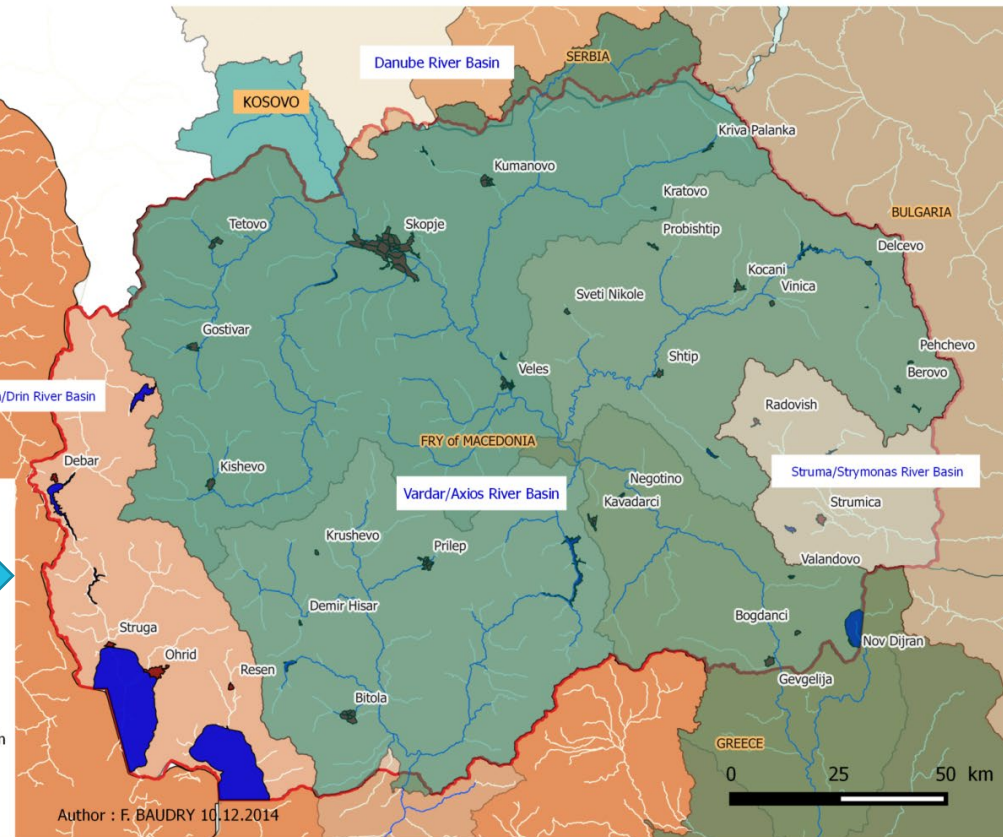 Danube River Basin
SERBIA
KOSOVO
Kriva Palanka
Kumanovo
Kratovo
Tetovo
Skopje
Probishtip
BULGARIA
Delcevo
Kocani
Vinica
Sveti Nikole
Gostivar
Pehchevo
Shtip
Berovo
Veles
/Drin River Basin
Radovish
FRY of MACEDONIA
Debar
Kishevo
Struma/Strymonas River Basin
Negotino
Vardar/Axios River Basin
Kavadarci
Strumica
Krushevo
Prilep
Valandovo
Demir Hisar
Bogdanci
Struga
Nov Dijran
Ohrid
Resen
Gevgelija
Bitola
GREECE
0 25 50 km
Author : F. BAUDRY 10.12.2014